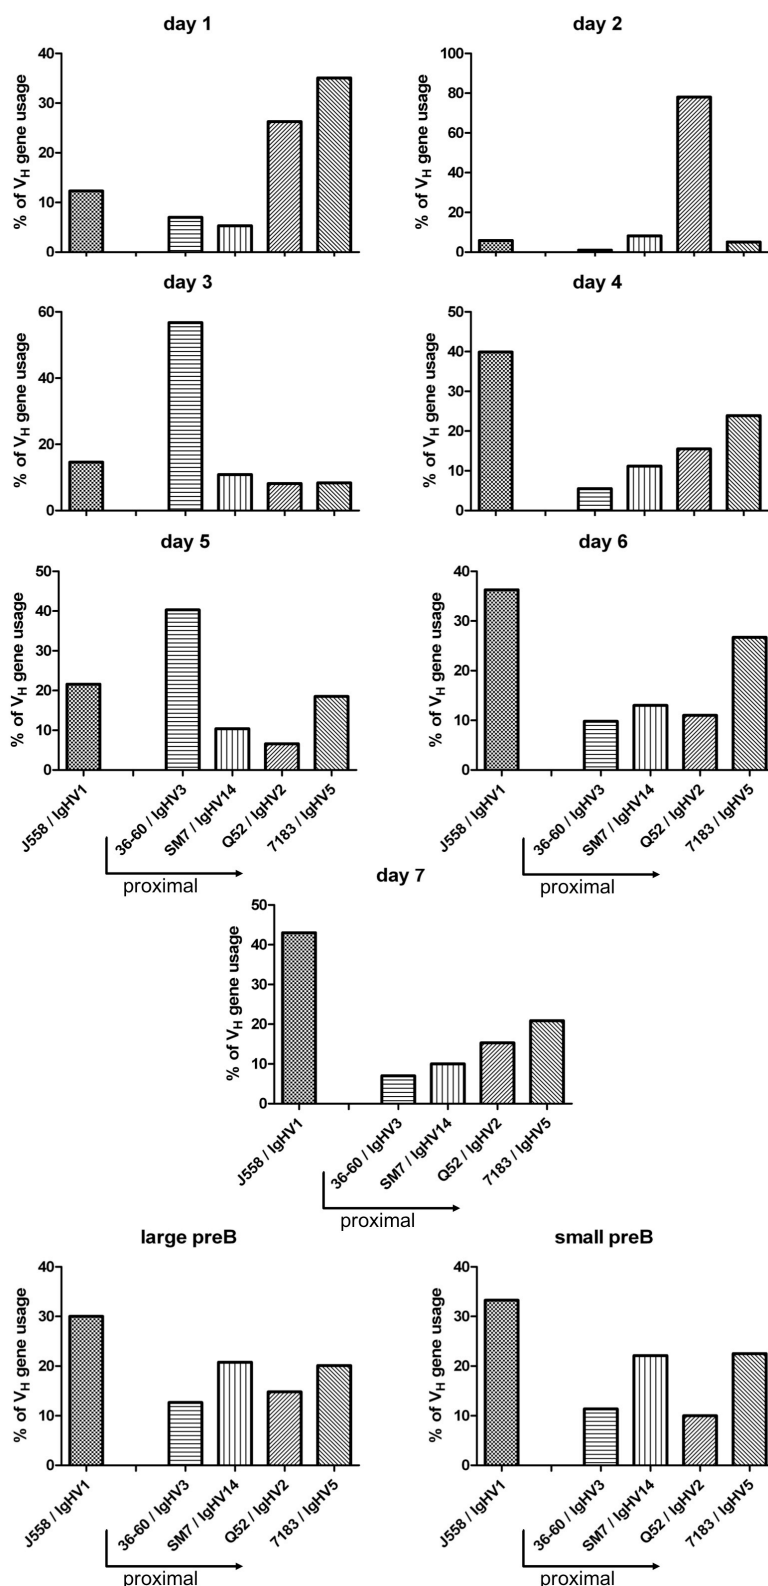 day 1
% of VH gene usage
40
30
20
10
0
day 2
% of VH gene usage
100
80
60
40
20
0
day 3
% of VH gene usage
60
40
20
0
day 4
% of VH gene usage
50
40
30
20
10
0
day 5
% of VH gene usage
50
40
30
20
10
0
J558 / IgHV1
36-60 / IgHV3
SM7 / IgHV14
Q52 / IgHV2
7183 / IgHV5
proximal
day 6
% of VH gene usage
40
30
20
10
0
J558 / IgHV1
36-60 / IgHV3
SM7 / IgHV14
Q52 / IgHV2
7183 / IgHV5
proximal
day 7
% of VH gene usage
50
40
30
20
10
0
J558 / IgHV1
36-60 / IgHV3
SM7 / IgHV14
Q52 / IgHV2
7183 / IgHV5
proximal
large preB
% of VH gene usage
40
30
20
10
0
J558 / IgHV1
36-60 / IgHV3
SM7 / IgHV14
Q52 / IgHV2
7183 / IgHV5
proximal
small preB
% of VH gene usage
40
30
20
10
0
J558 / IgHV1
36-60 / IgHV3
SM7 / IgHV14
Q52 / IgHV2
7183 / IgHV5
proximal